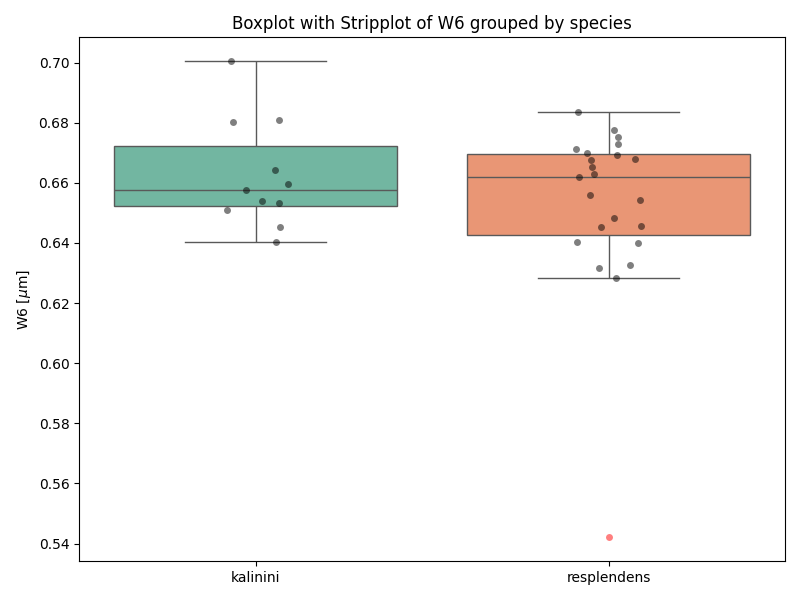 Boxplot with Stripplot of W6 grouped by species
W6 [μm]
0.70
0.68
0.66
0.64
0.62
0.60
0.58
0.56
0.54
kalinini
resplendens